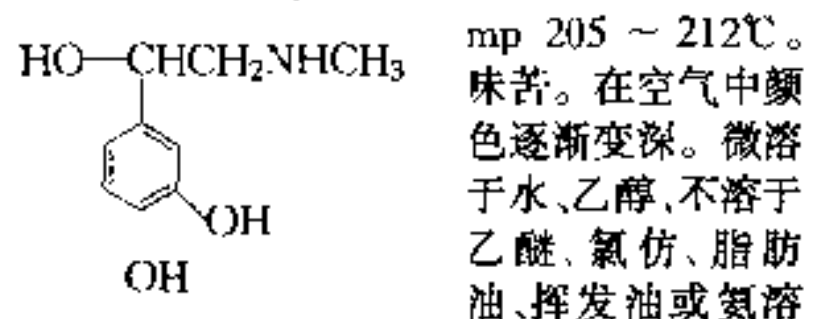 HO—CHCH₂NHCH₃
OH
OH
mp 205 ~ 212℃。
味苦。在空气中颜
色逐渐变深。微溶
于水、乙醇、不溶于
乙醚、氯仿、脂肪
油、挥发油或氨溶